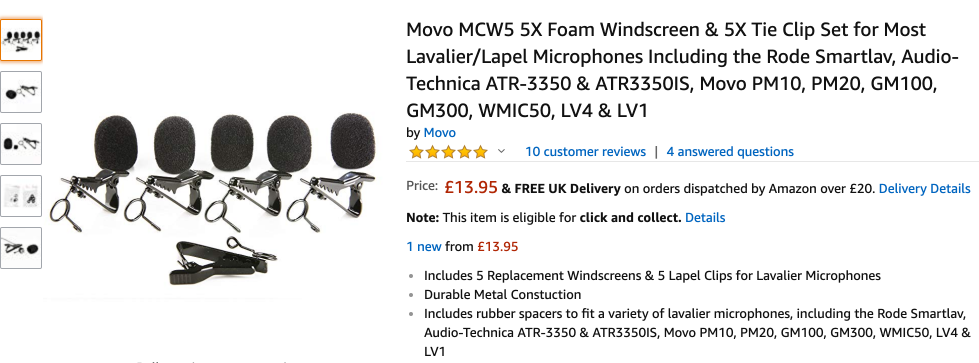 Movo MCW5 5X Foam Windscreen & 5X Tie Clip Set for Most
Lavalier/Lapel Microphones Including the Rode Smartlav, Audio-
Technica ATR-3350 & ATR3350IS, Movo PM10, PM20, GM100,
GM300, WMIC50, LV4 & LV1
by Movo
10 customer reviews | 4 answered questions
Price: £13.95 & FREE UK Delivery on orders dispatched by Amazon over £20. Delivery Details
Note: This item is eligible for click and collect. Details
1 new from £13.95
• Includes 5 Replacement Windscreens & 5 Lapel Clips for Lavalier Microphones
• Durable Metal Constuction
• Includes rubber spacers to fit a variety of lavalier microphones, including the Rode Smartlav,
Audio-Technica ATR-3350 & ATR3350IS, Movo PM10, PM20, GM100, GM300, WMIC50, LV4 &
LV1